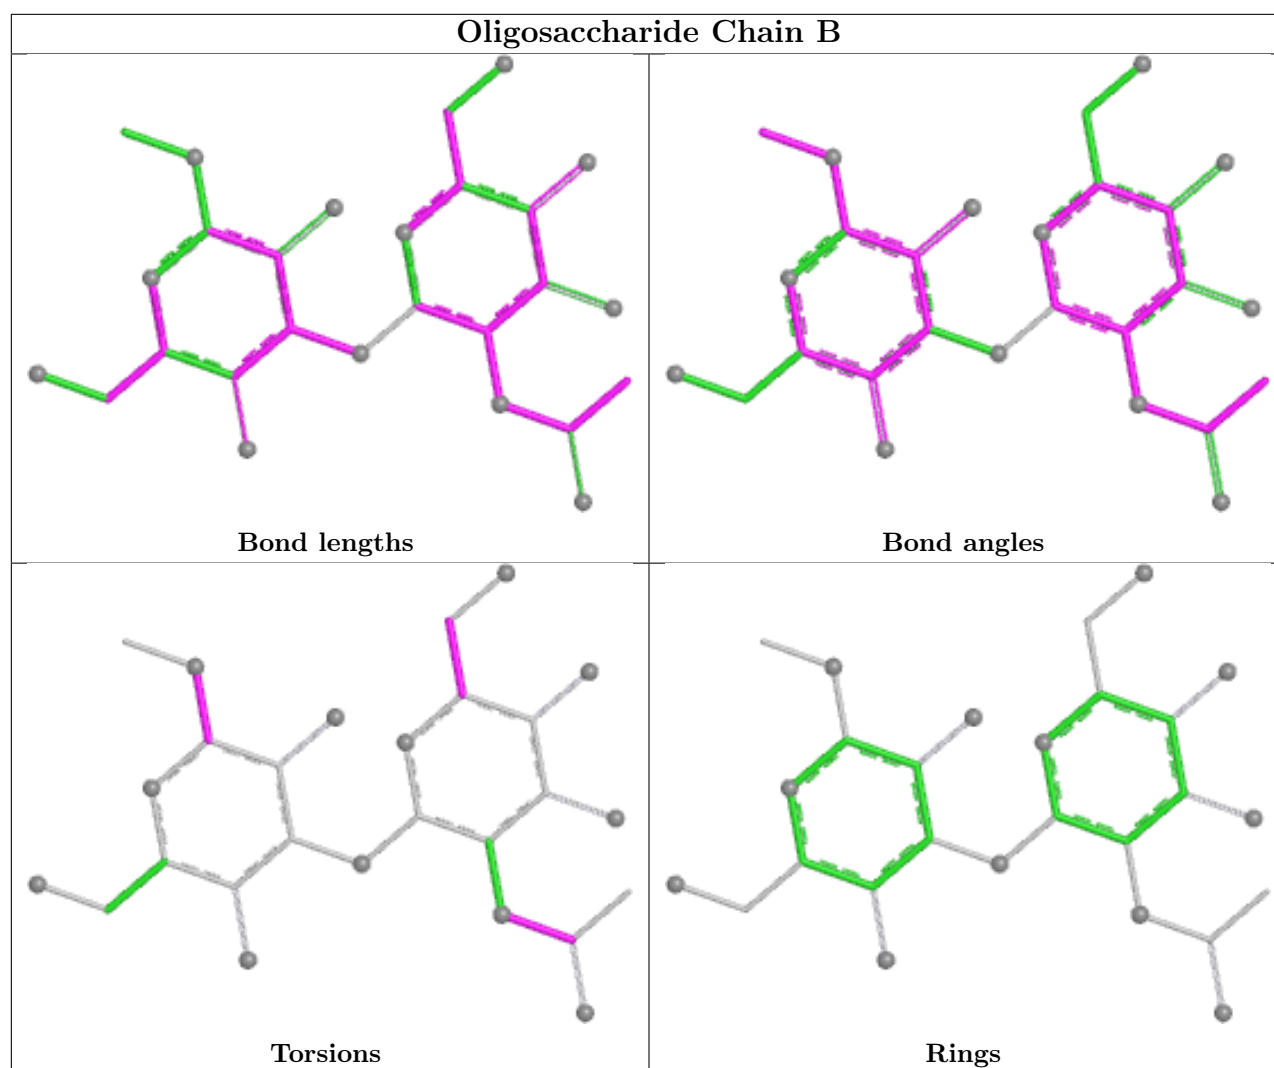 Oligosaccharide Chain B
Bond lengths
Bond angles
Torsions
Rings